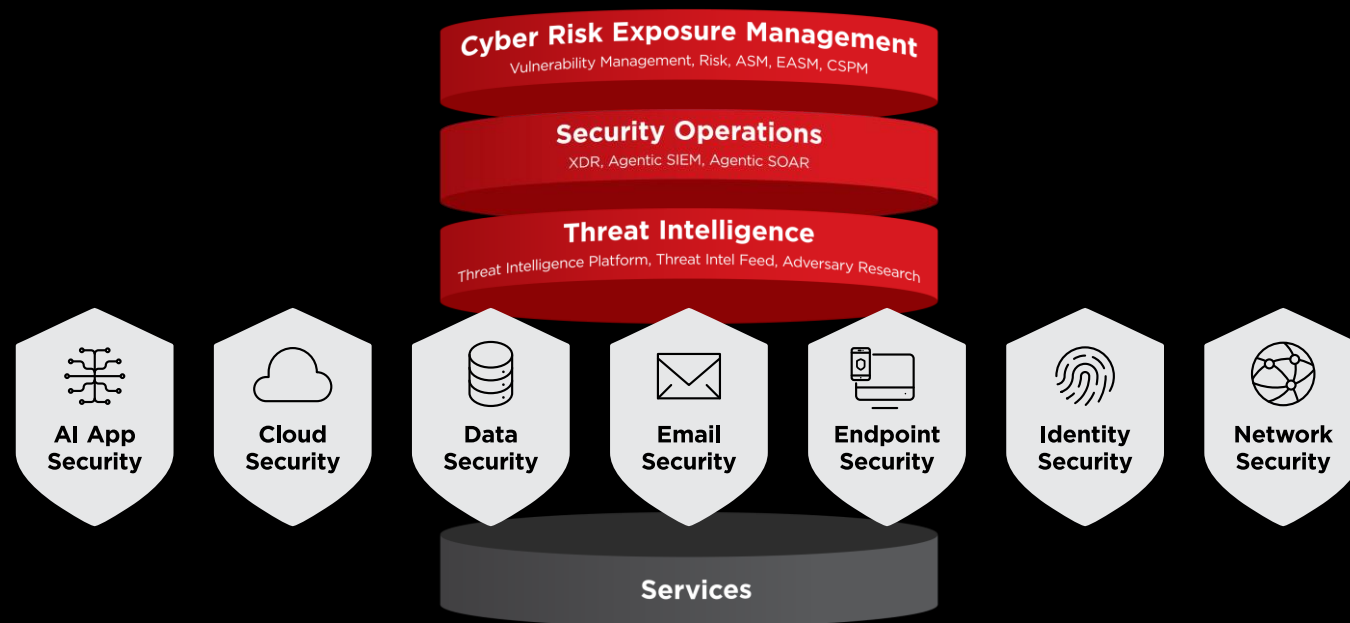 Cyber Risk Exposure Management
Vulnerability Management, Risk, ASM, EASM, CSPM
Security Operations
XDR, Agentic SIEM, Agentic SOAR
Threat Intelligence
Threat Intelligence Platform, Threat Intel Feed, Adversary Research
AI App
Security
Cloud
Security
Data
Security
Email
Security
Endpoint
Security
Identity
Security
Network
Security
Services